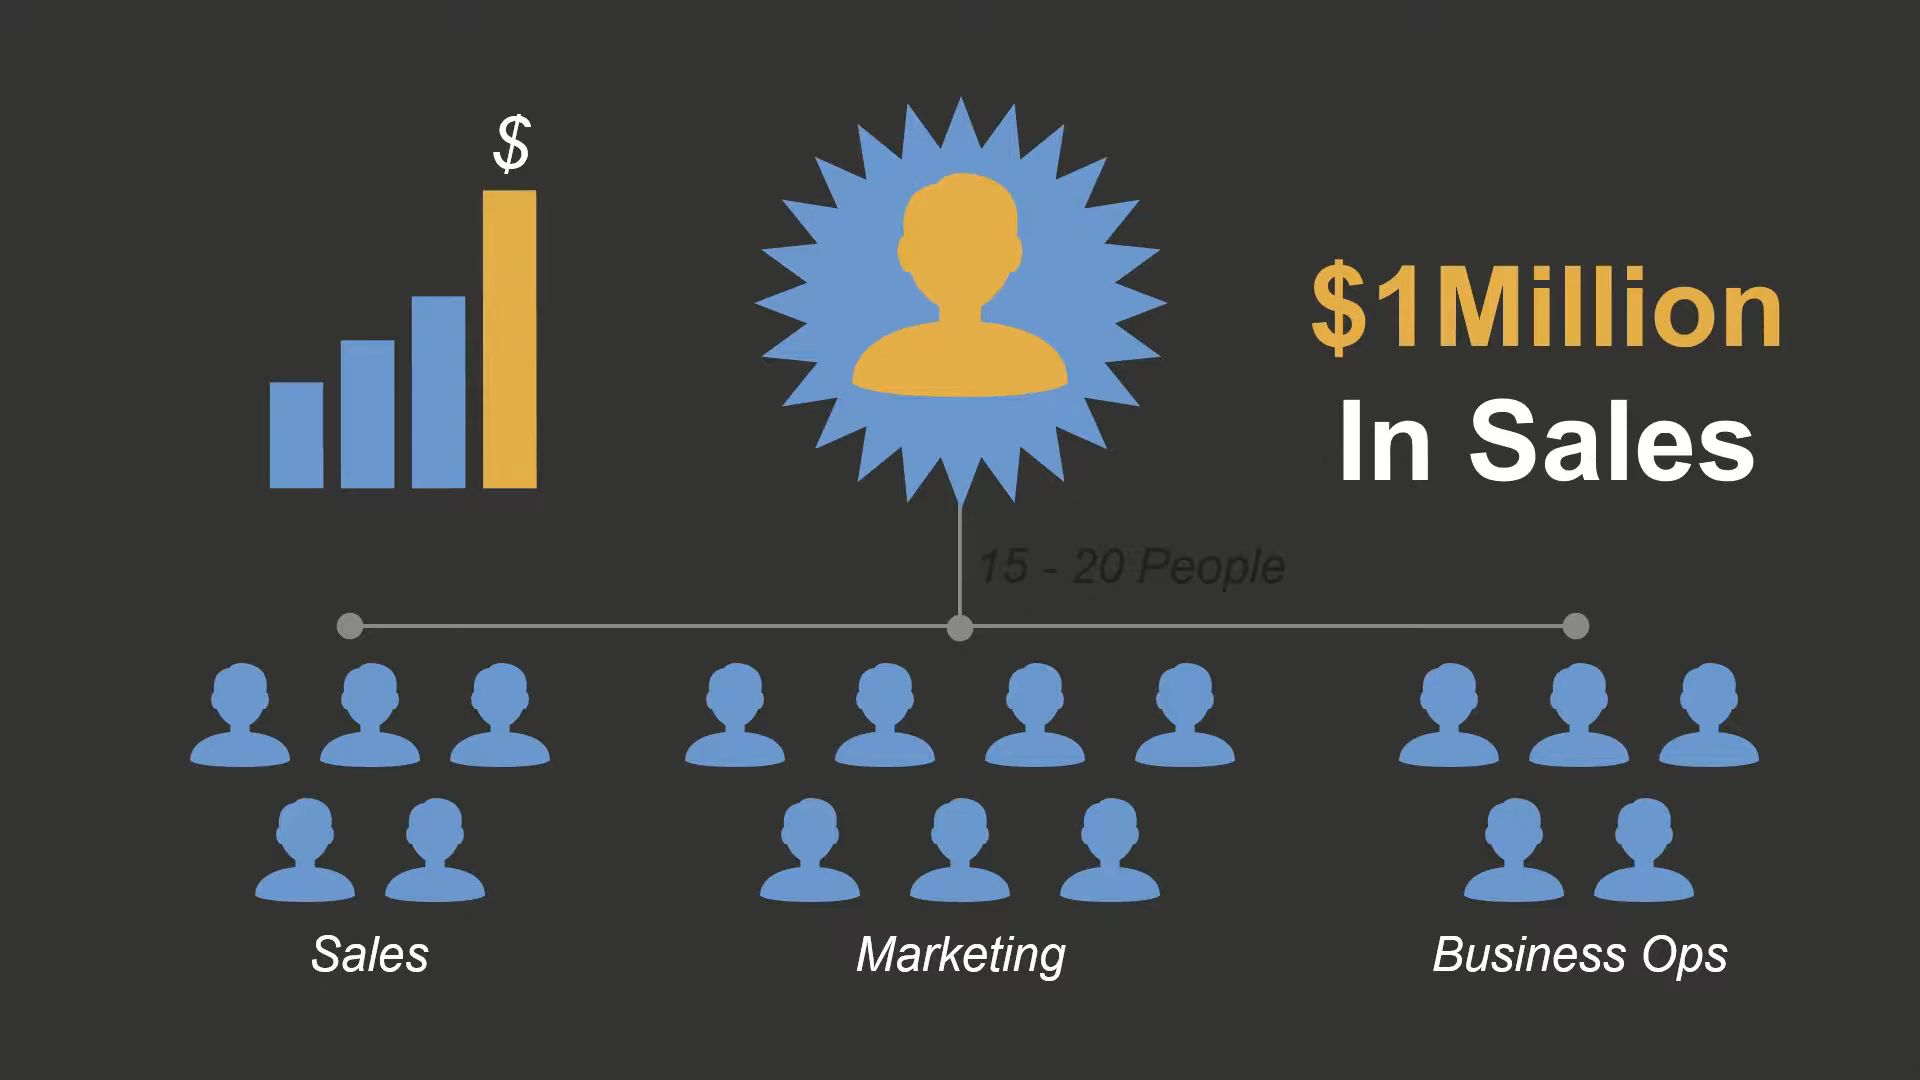 $
$1Million
In Sales
15 - 20 People
Sales
Marketing
Business Ops